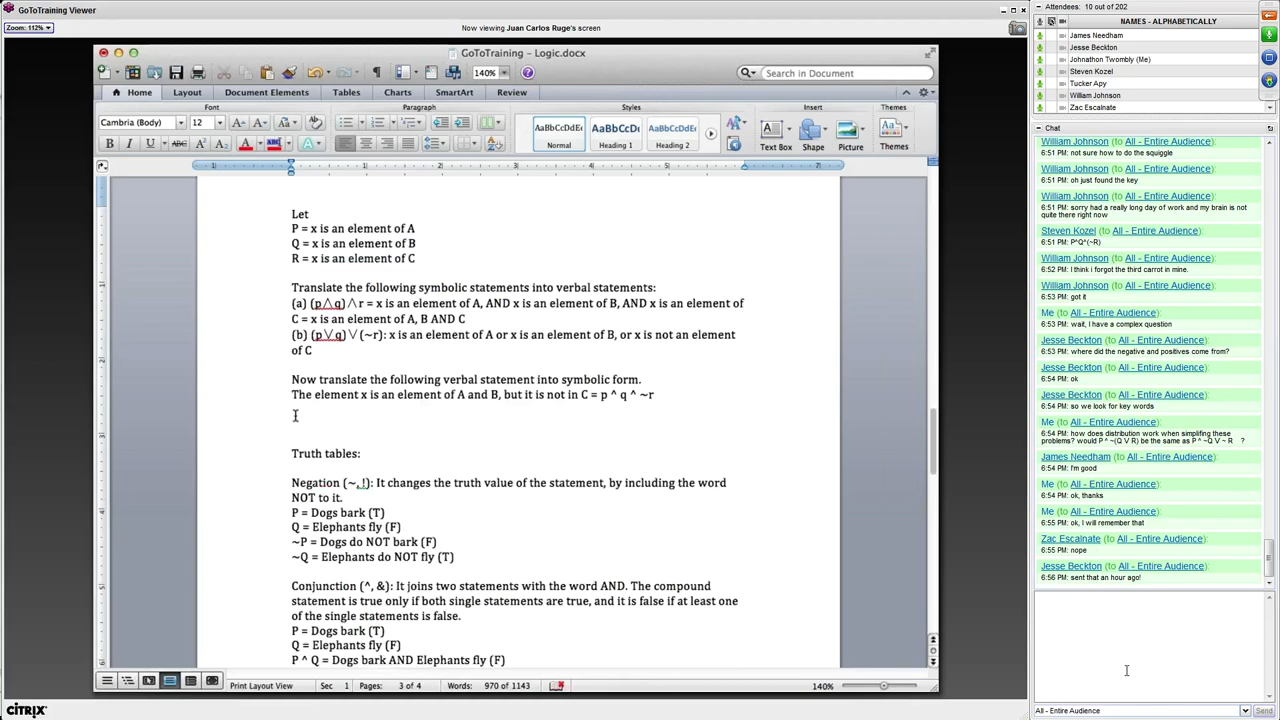 GoToTraining Viewer
Zoom: 112%
Now viewing Juan Carlos Ruge's screen
GoToTraining - Logic.docx
140%
Search in Document
Home Layout Document Elements Tables Charts SmartArt Review
Font Paragraph Styles Insert Themes
Cambria (Body) 12
AaBbCcDdEe AaBbCcDdEe AaBbCcDdEe
Normal Heading 1 Heading 2
Text Box Shape Picture Themes
Let
P = x is an element of A
Q = x is an element of B
R = x is an element of C
Translate the following symbolic statements into verbal statements:
(a) (p∧q)∧r = x is an element of A, AND x is an element of B, AND x is an element of
C = x is an element of A, B AND C
(b) (p∨q)∨(~r): x is an element of A or x is an element of B, or x is not an element
of C
Now translate the following verbal statement into symbolic form.
The element x is an element of A and B, but it is not in C = p ^ q ^ ~r
Truth tables:
Negation (~, !): It changes the truth value of the statement, by including the word
NOT to it.
P = Dogs bark (T)
Q = Elephants fly (F)
~P = Dogs do NOT bark (F)
~Q = Elephants do NOT fly (T)
Conjunction (^, &): It joins two statements with the word AND. The compound
statement is true only if both single statements are true, and it is false if at least one
of the single statements is false.
P = Dogs bark (T)
Q = Elephants fly (F)
P ^ Q = Dogs bark AND Elephants fly (F)
Print Layout View Sec 1 Pages: 3 of 4 Words: 970 of 1143 140%
CITRIX
Attendees: 10 out of 202
NAMES - ALPHABETICALLY
James Needham
Jesse Beckton
Johnathon Twombly (Me)
Steven Kozel
Tucker Apy
William Johnson
Zac Escalnate
Chat
William Johnson (to All - Entire Audience):
6:51 PM: not sure how to do the squiggle
William Johnson (to All - Entire Audience):
6:51 PM: oh just found the key
William Johnson (to All - Entire Audience):
6:51 PM: sorry had a really long day of work and my brain is not
quite there right now
Steven Kozel (to All - Entire Audience):
6:51 PM: P^Q^(~R)
William Johnson (to All - Entire Audience):
6:52 PM: I think i forgot the third carrot in mine.
William Johnson (to All - Entire Audience):
6:53 PM: got it
Me (to All - Entire Audience):
6:53 PM: wait, I have a complex question
Jesse Beckton (to All - Entire Audience):
6:53 PM: where did the negative and positives come from?
Jesse Beckton (to All - Entire Audience):
6:54 PM: ok
Jesse Beckton (to All - Entire Audience):
6:54 PM: so we look for key words
Me (to All - Entire Audience):
6:54 PM: how does distribution work when simplifing these
problems? would P ^ ~(Q V R) be the same as P ^ ~Q V ~ R ?
James Needham (to All - Entire Audience):
6:54 PM: I'm good
Me (to All - Entire Audience):
6:54 PM: ok, thanks
Me (to All - Entire Audience):
6:55 PM: ok, I will remember that
Zac Escalnate (to All - Entire Audience):
6:55 PM: nope
Jesse Beckton (to All - Entire Audience):
6:56 PM: sent that an hour ago!
All - Entire Audience
Send